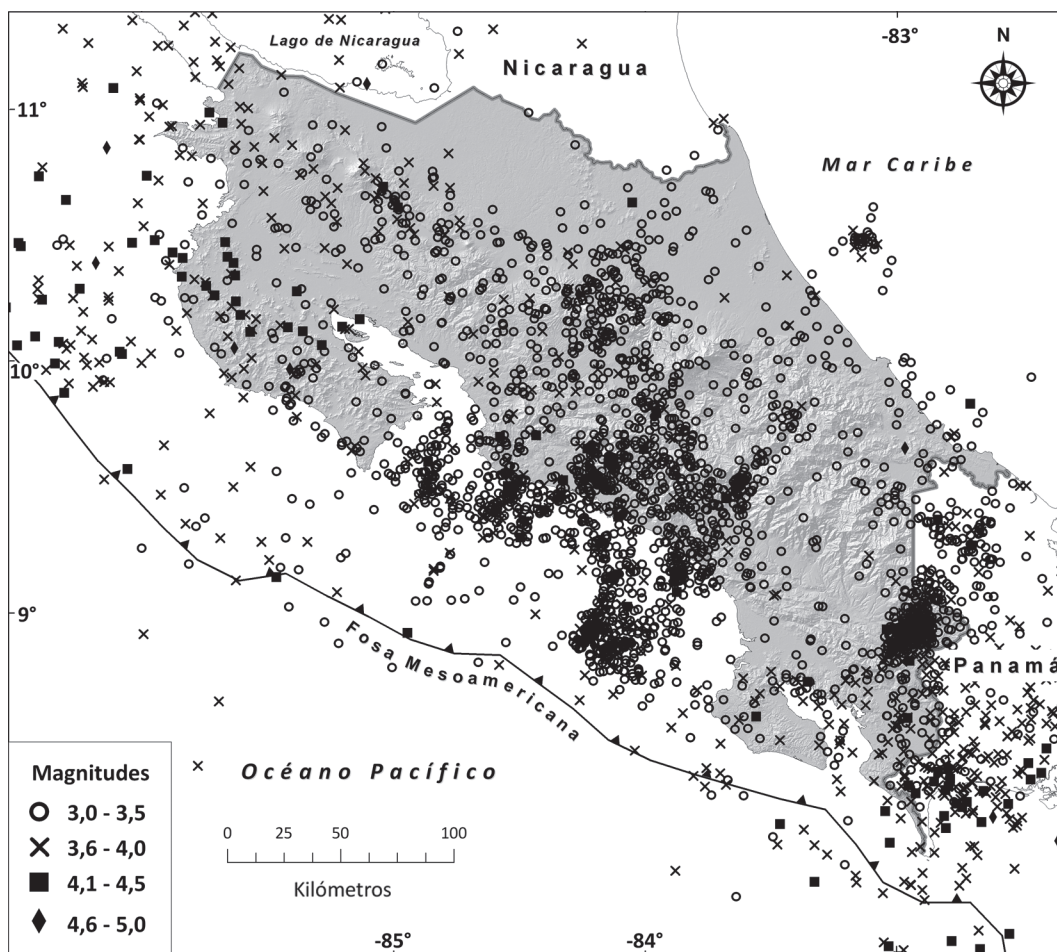 -83°
Lago de Nicaragua
N
Nicaragua
11°
Mar Caribe
10°
9°
Fosa Mesoamericana
Panamá
Magnitudes
3,0 - 3,5
3,6 - 4,0
4,1 - 4,5
4,6 - 5,0
Océano Pacífico
0 25 50 100
Kilómetros
-85°
-84°